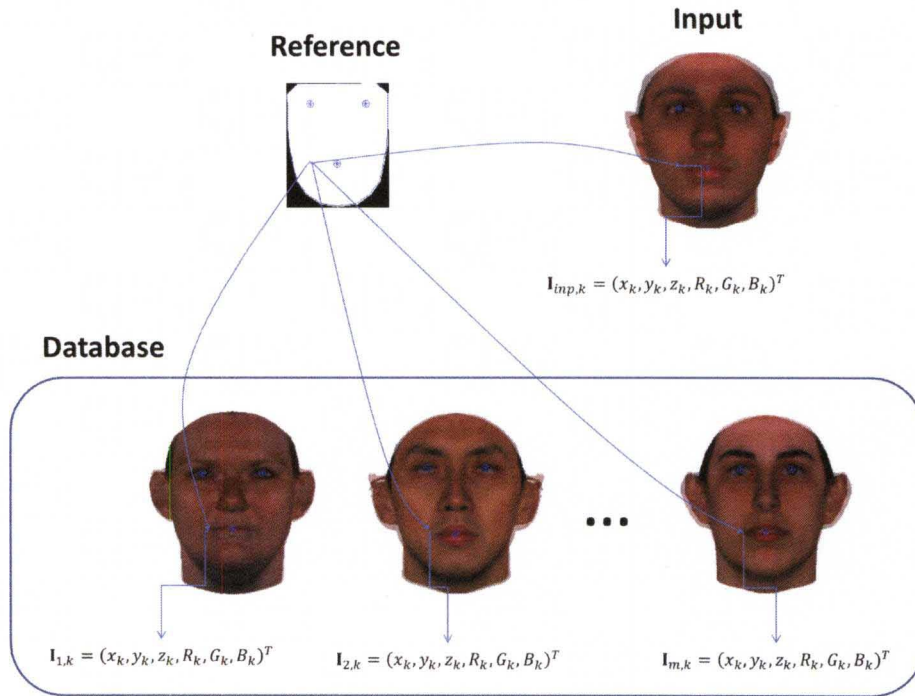 Input
Reference
𝐈_{inp,k} = (x_k, y_k, z_k, R_k, G_k, B_k)^T
Database
...
𝐈_{1,k} = (x_k, y_k, z_k, R_k, G_k, B_k)^T
𝐈_{2,k} = (x_k, y_k, z_k, R_k, G_k, B_k)^T
𝐈_{m,k} = (x_k, y_k, z_k, R_k, G_k, B_k)^T